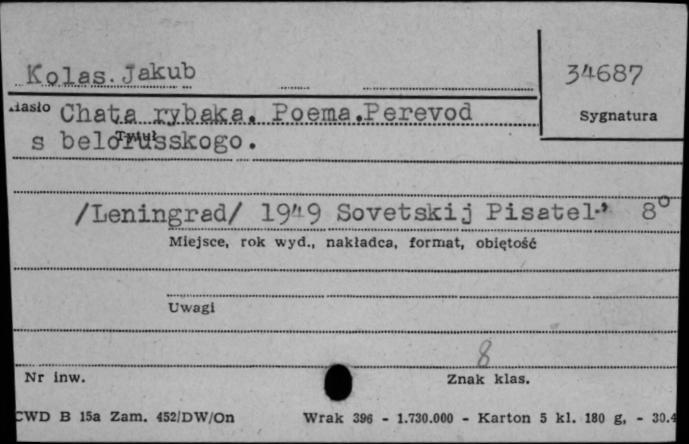 Kolas.Jakub
34687
Hasło Chata rybaka. Poema.Perevod
Sygnatura
Tytuł
s belorusskogo.
/Leningrad/ 1949 Sovetskij Pisatel' 8°
Miejsce, rok wyd., nakładca, format, objętość
Uwagi
8
Nr inw.
Znak klas.
CWD B 15a Zam. 452/DW/On Wrak 396 - 1.730.000 - Karton 5 kl. 180 g, - 30.4